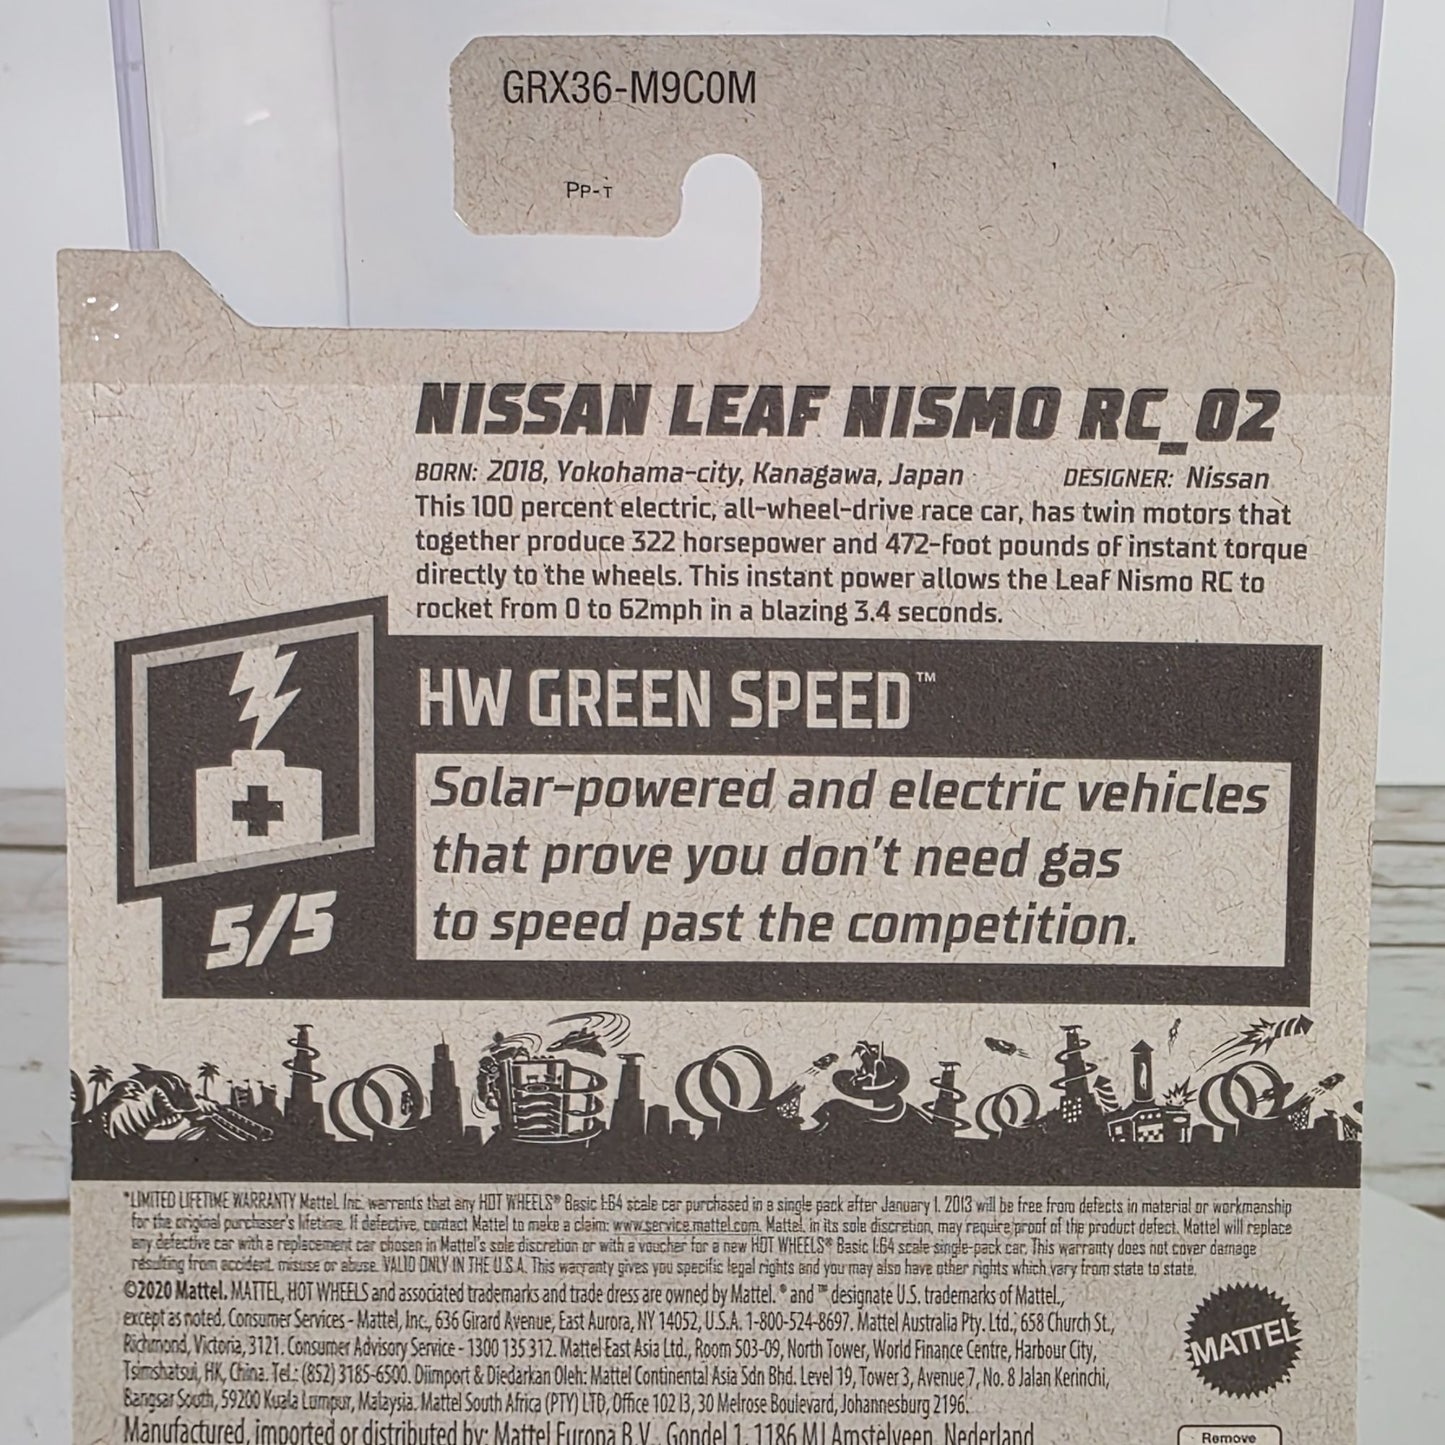 GRX36-M9C0M
PP-T
21
NISSAN LEAF NISMO RC_02
BORN: 2018, Yokohama-city, Kanagawa, Japan DESIGNER: Nissan
This 100 percent electric, all-wheel-drive race car, has twin motors that
together produce 322 horsepower and 472-foot pounds of instant torque
directly to the wheels. This instant power allows the Leaf Nismo RC to
rocket from 0 to 62mph in a blazing 3.4 seconds.
HW GREEN SPEED™
Solar-powered and electric vehicles
that prove you don't need gas
to speed past the competition.
5/5
*LIMITED LIFETIME WARRANTY Mattel, Inc. warrants that any HOT WHEELS® Basic 1:64 scale car purchased in a single pack after January 1, 2013 will be free from defects in material or workmanship
for the original purchaser's lifetime. If defective, contact Mattel to make a claim: www.service.mattel.com. Mattel, in its sole discretion, may require proof of the product defect. Mattel will replace
any defective car with a replacement car chosen in Mattel's sole discretion or with a voucher for a new HOT WHEELS® Basic 1:64 scale single-pack car. This warranty does not cover damage
resulting from accident, misuse or abuse. VALID ONLY IN THE U.S.A. This warranty gives you specific legal rights and you may also have other rights which vary from state to state.
©2020 Mattel. MATTEL, HOT WHEELS and associated trademarks and trade dress are owned by Mattel. ® and ™ designate U.S. trademarks of Mattel.,
except as noted. Consumer Services - Mattel, Inc., 636 Girard Avenue, East Aurora, NY 14052, U.S.A. 1-800-524-8697. Mattel Australia Pty. Ltd., 658 Church St.,
Richmond, Victoria, 3121. Consumer Advisory Service - 1300 135 312. Mattel East Asia Ltd., Room 503-09, North Tower, World Finance Centre, Harbour City,
Tsimshatsui, HK, China. Tel.: (852) 3185-6500. Diimport & Diedarkan Oleh: Mattel Continental Asia Sdn Bhd. Level 19, Tower 3, Avenue 7, No. 8 Jalan Kerinchi,
Bangsar South, 59200 Kuala Lumpur, Malaysia. Mattel South Africa (PTY) LTD, Office 102 I3, 30 Melrose Boulevard, Johannesburg 2196.
Manufactured, imported or distributed by: Mattel Europa B.V., Gondel 1, 1186 MJ Amstelveen, Nederland
MATTEL
Remove